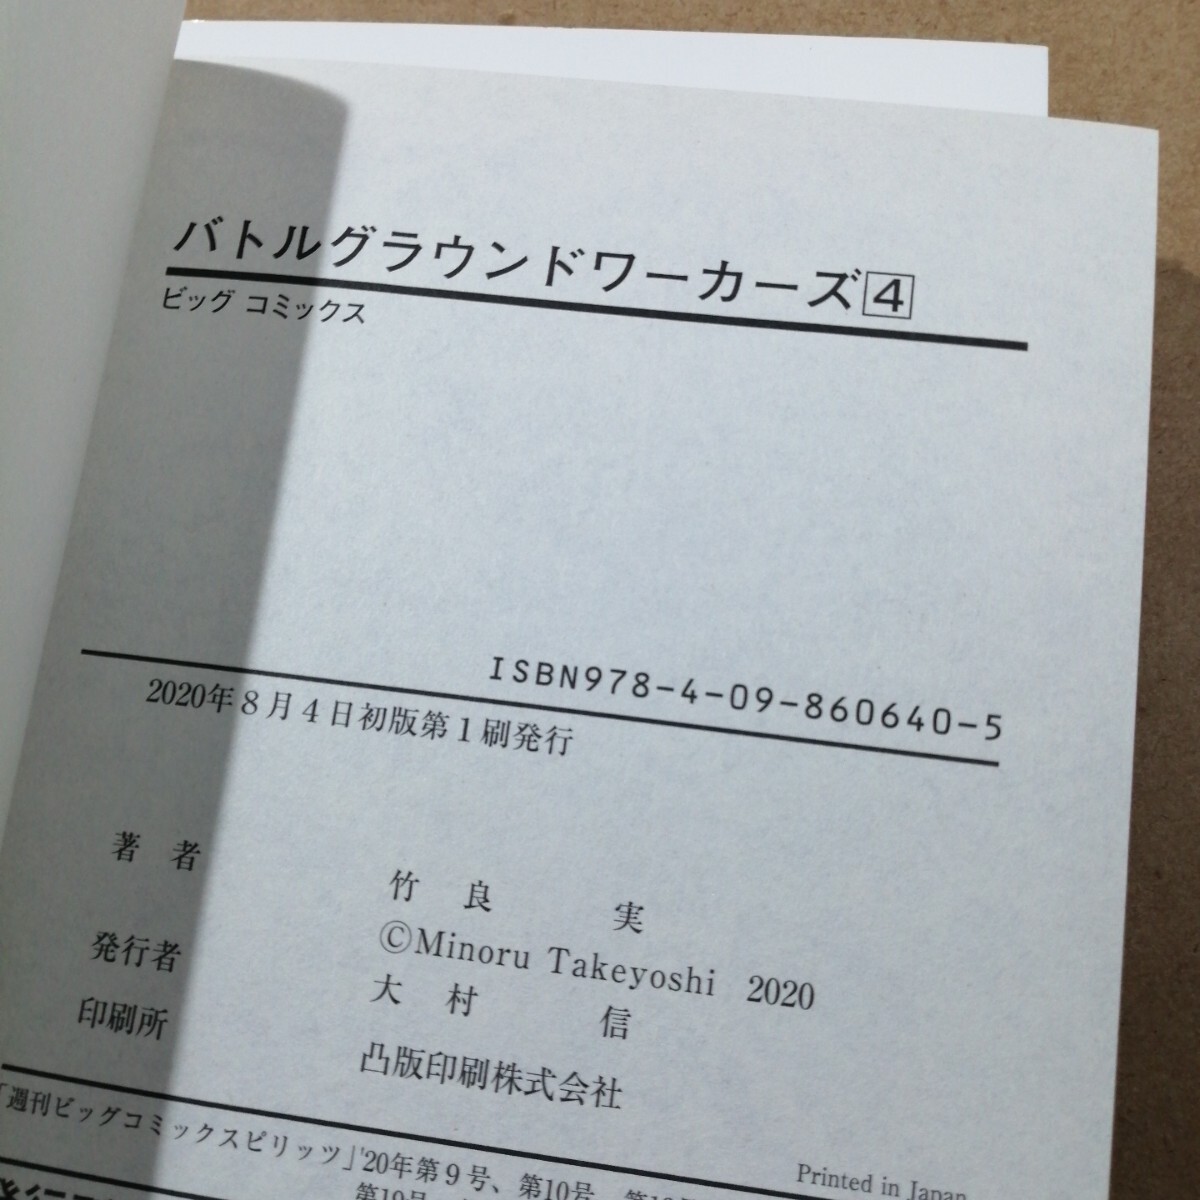 バトルグラウンドワーカーズ4
ビッグ コミックス
ISBN978-4-09-860640-5
2020年8月4日初版第1刷発行
著者 竹良 実
©Minoru Takeyoshi 2020
発行者 大村 信
印刷所 凸版印刷株式会社
「週刊ビッグコミックスピリッツ」'20年第9号、第10号、
Printed in Japan